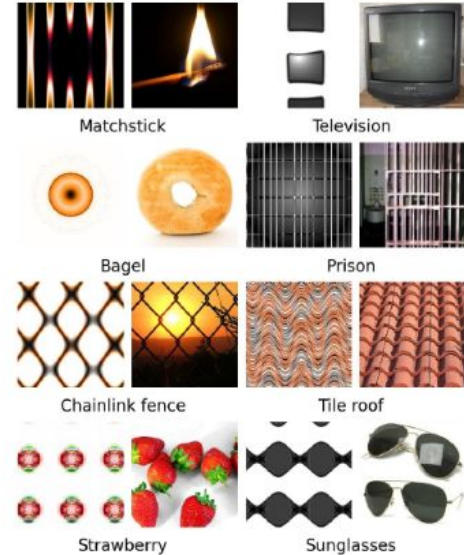 Matchstick
Television
Bagel
Prison
Chainlink fence
Tile roof
Strawberry
Sunglasses